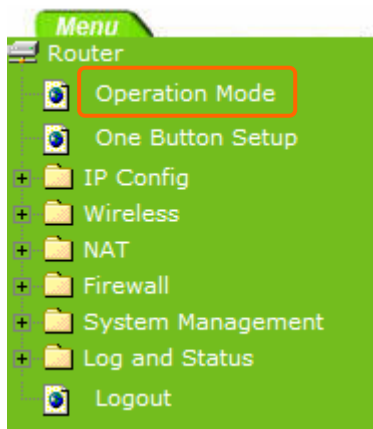 Menu
Router
Operation Mode
One Button Setup
IP Config
Wireless
NAT
Firewall
System Management
Log and Status
Logout